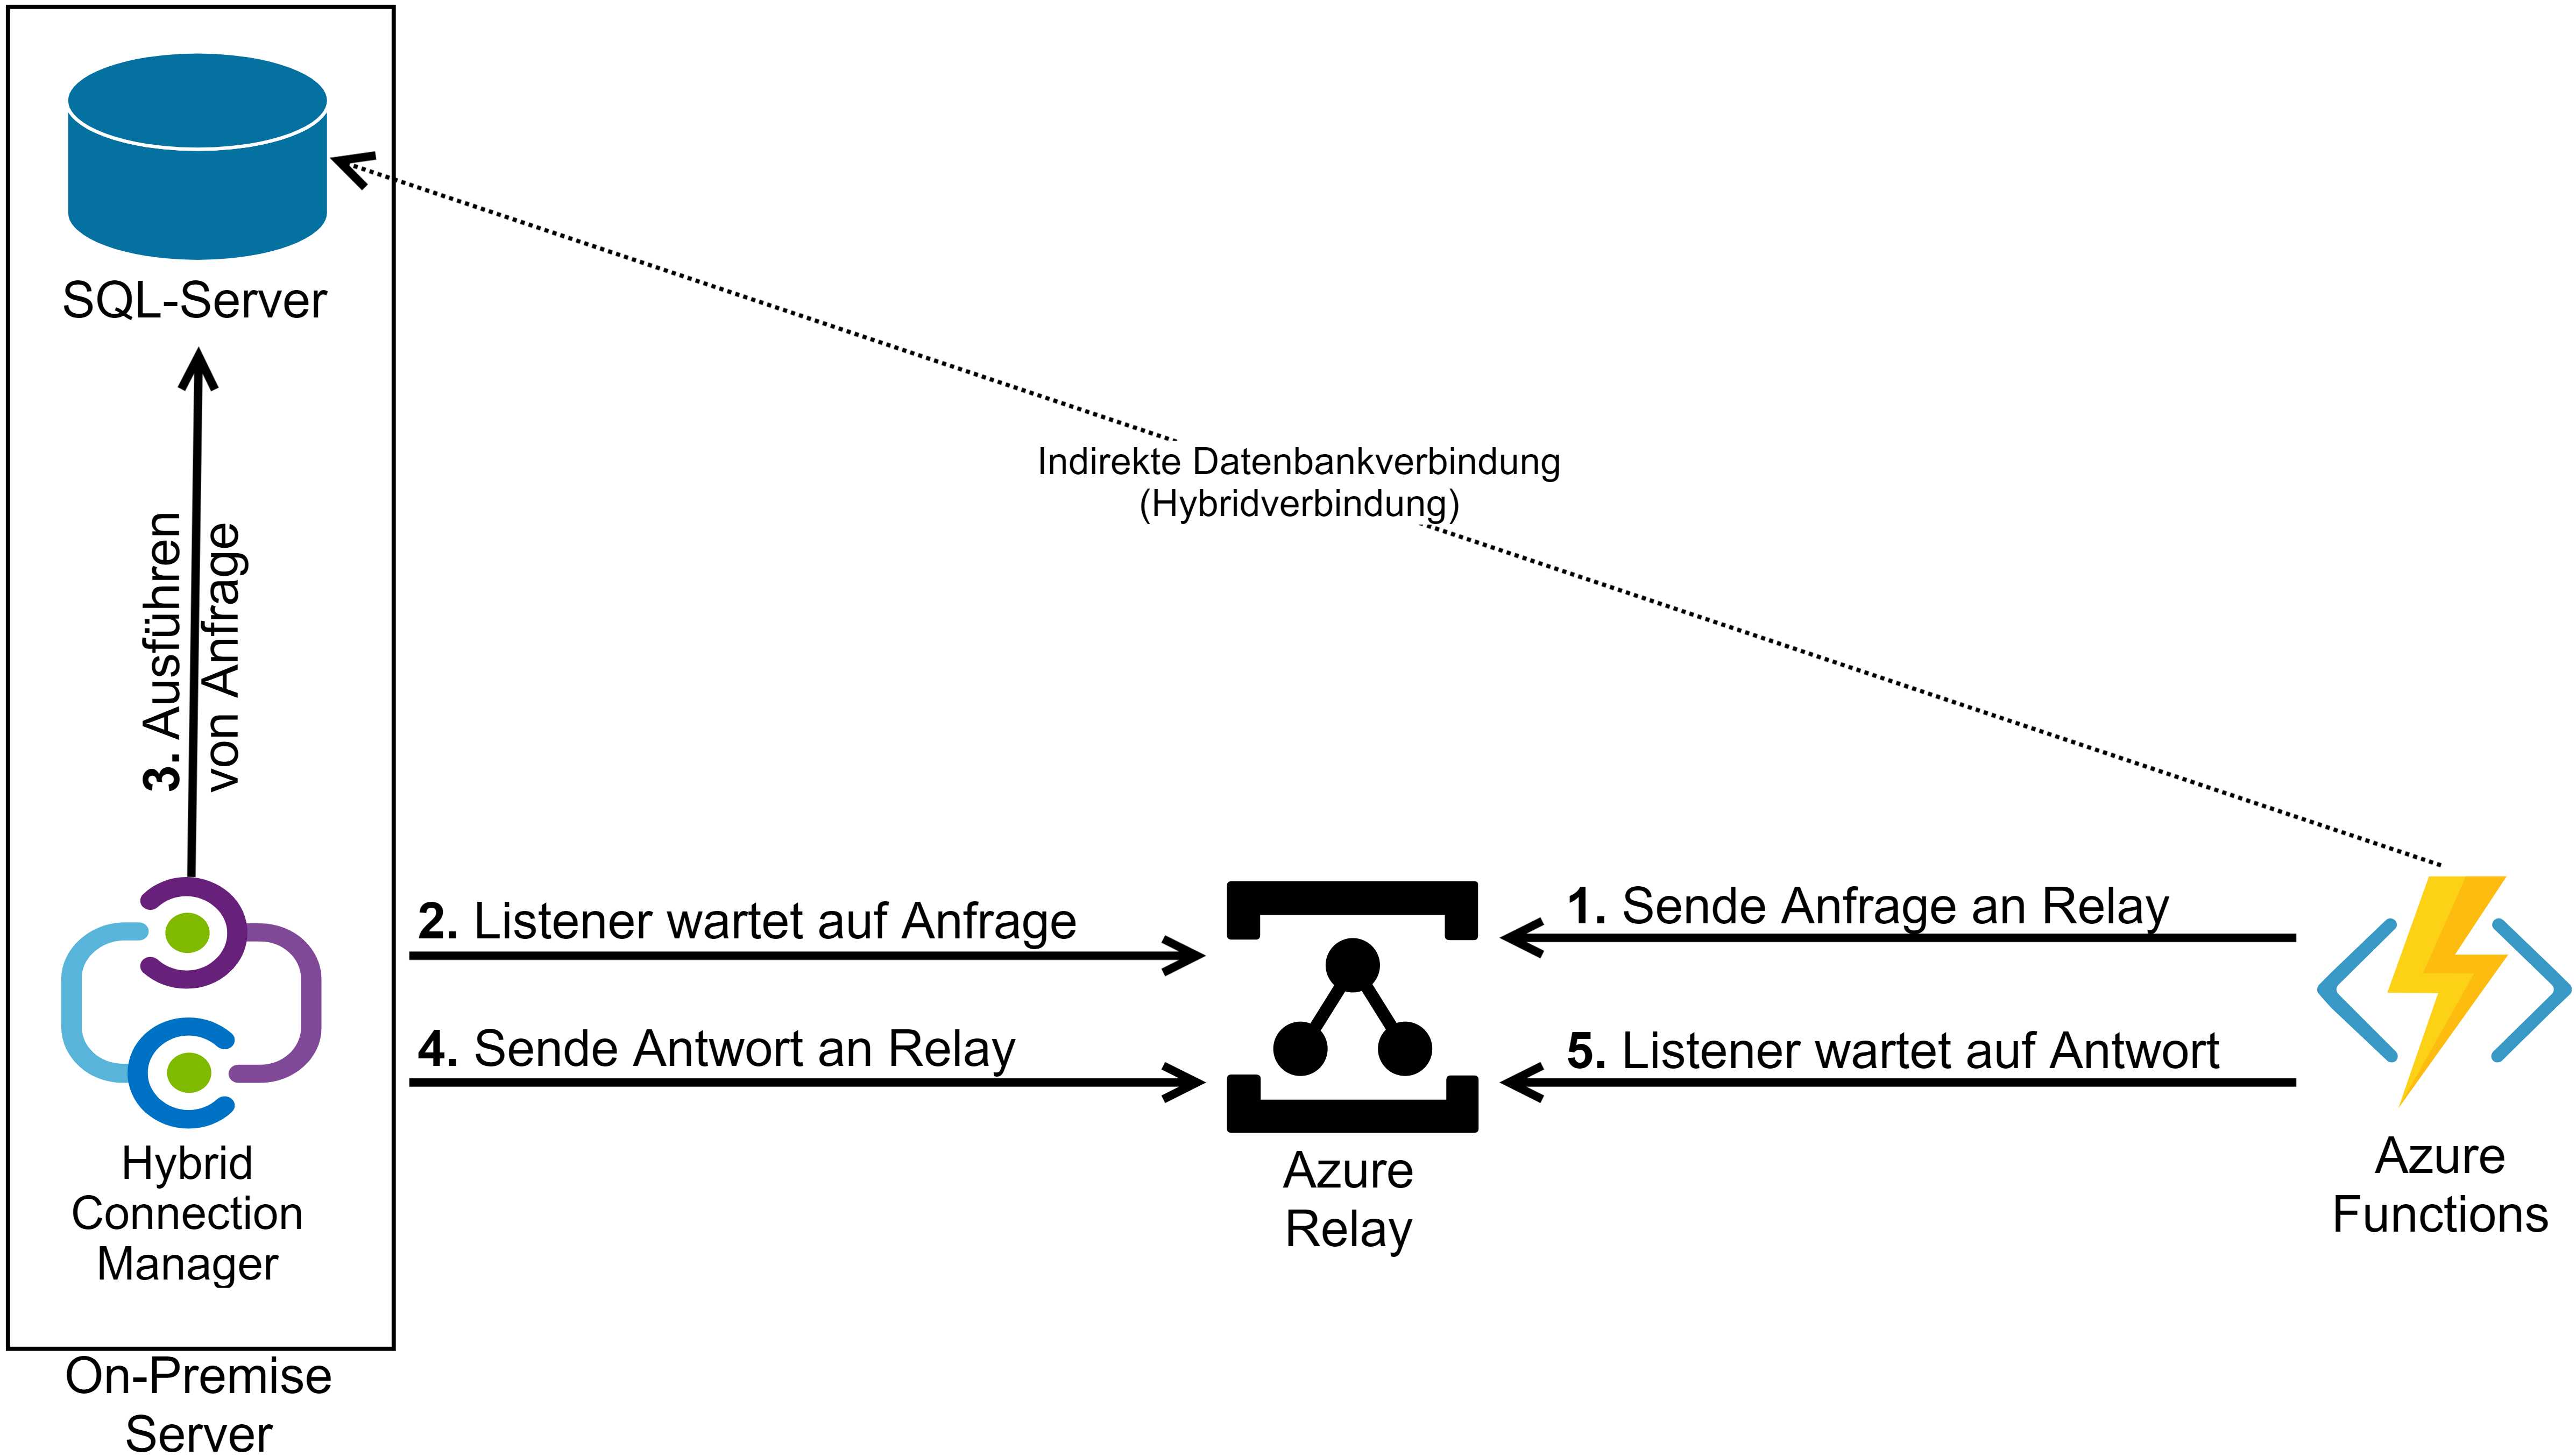 SQL-Server
Indirekte Datenbankverbindung
(Hybridverbindung)
3. Ausführen
von Anfrage
2. Listener wartet auf Anfrage
1. Sende Anfrage an Relay
4. Sende Antwort an Relay
5. Listener wartet auf Antwort
Hybrid
Connection
Manager
Azure
Relay
Azure
Functions
On-Premise
Server